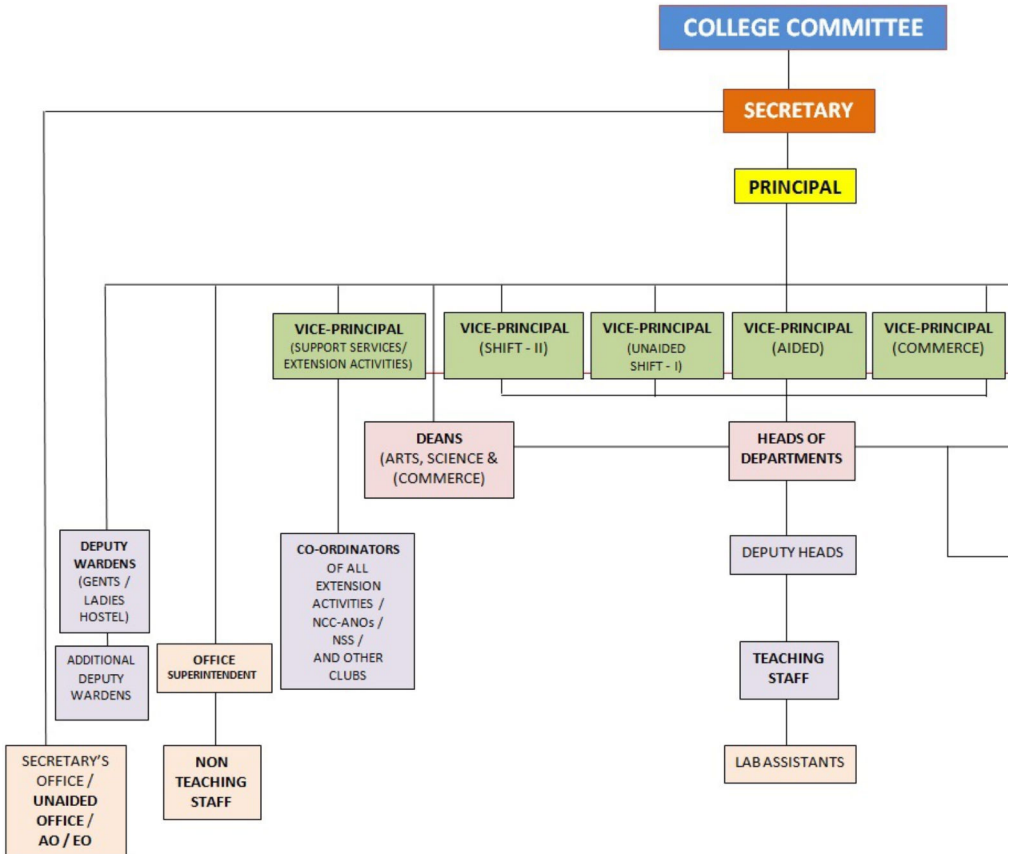 COLLEGE COMMITTEE
SECRETARY
PRINCIPAL
VICE-PRINCIPAL
(SUPPORT SERVICES/
EXTENSION ACTIVITIES)
VICE-PRINCIPAL
(SHIFT - II)
VICE-PRINCIPAL
(UNAIDED
SHIFT - I)
VICE-PRINCIPAL
(AIDED)
VICE-PRINCIPAL
(COMMERCE)
DEANS
(ARTS, SCIENCE &
(COMMERCE)
HEADS OF
DEPARTMENTS
DEPUTY
WARDENS
(GENTS /
LADIES
HOSTEL)
CO-ORDINATORS
OF ALL
EXTENSION
ACTIVITIES /
NCC-ANOs /
NSS /
AND OTHER
CLUBS
DEPUTY HEADS
ADDITIONAL
DEPUTY
WARDENS
OFFICE
SUPERINTENDENT
TEACHING
STAFF
SECRETARY'S
OFFICE /
UNAIDED
OFFICE /
AO / EO
NON
TEACHING
STAFF
LAB ASSISTANTS